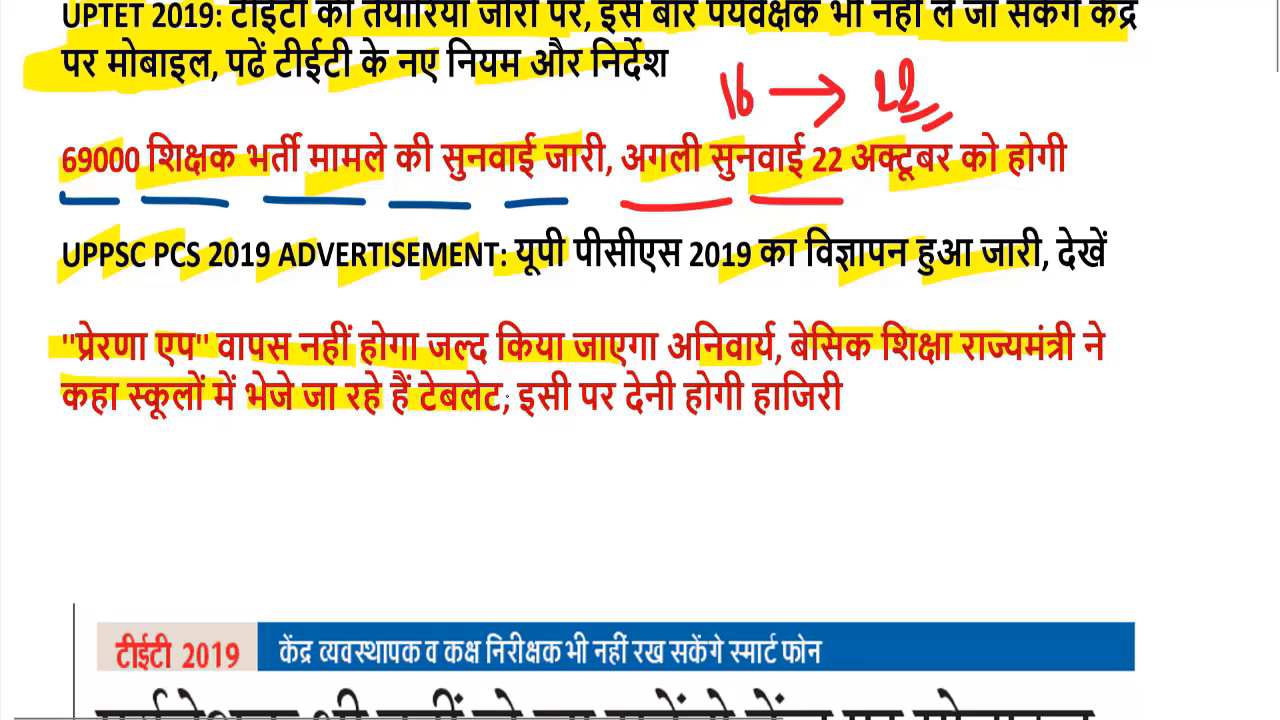 UPTET 2019: टीईटी की तैयारियां जोरों पर, इस बार पर्यवेक्षक भी नहीं ले जा सकेंगे केंद्र
पर मोबाइल, पढें टीईटी के नए नियम और निर्देश
16 → 22
69000 शिक्षक भर्ती मामले की सुनवाई जारी, अगली सुनवाई 22 अक्टूबर को होगी
UPPSC PCS 2019 ADVERTISEMENT: यूपी पीसीएस 2019 का विज्ञापन हुआ जारी, देखें
"प्रेरणा एप" वापस नहीं होगा जल्द किया जाएगा अनिवार्य, बेसिक शिक्षा राज्यमंत्री ने
कहा स्कूलों में भेजे जा रहे हैं टेबलेट, इसी पर देनी होगी हाजिरी
टीईटी 2019 केंद्र व्यवस्थापक व कक्ष निरीक्षक भी नहीं रख सकेंगे स्मार्ट फोन